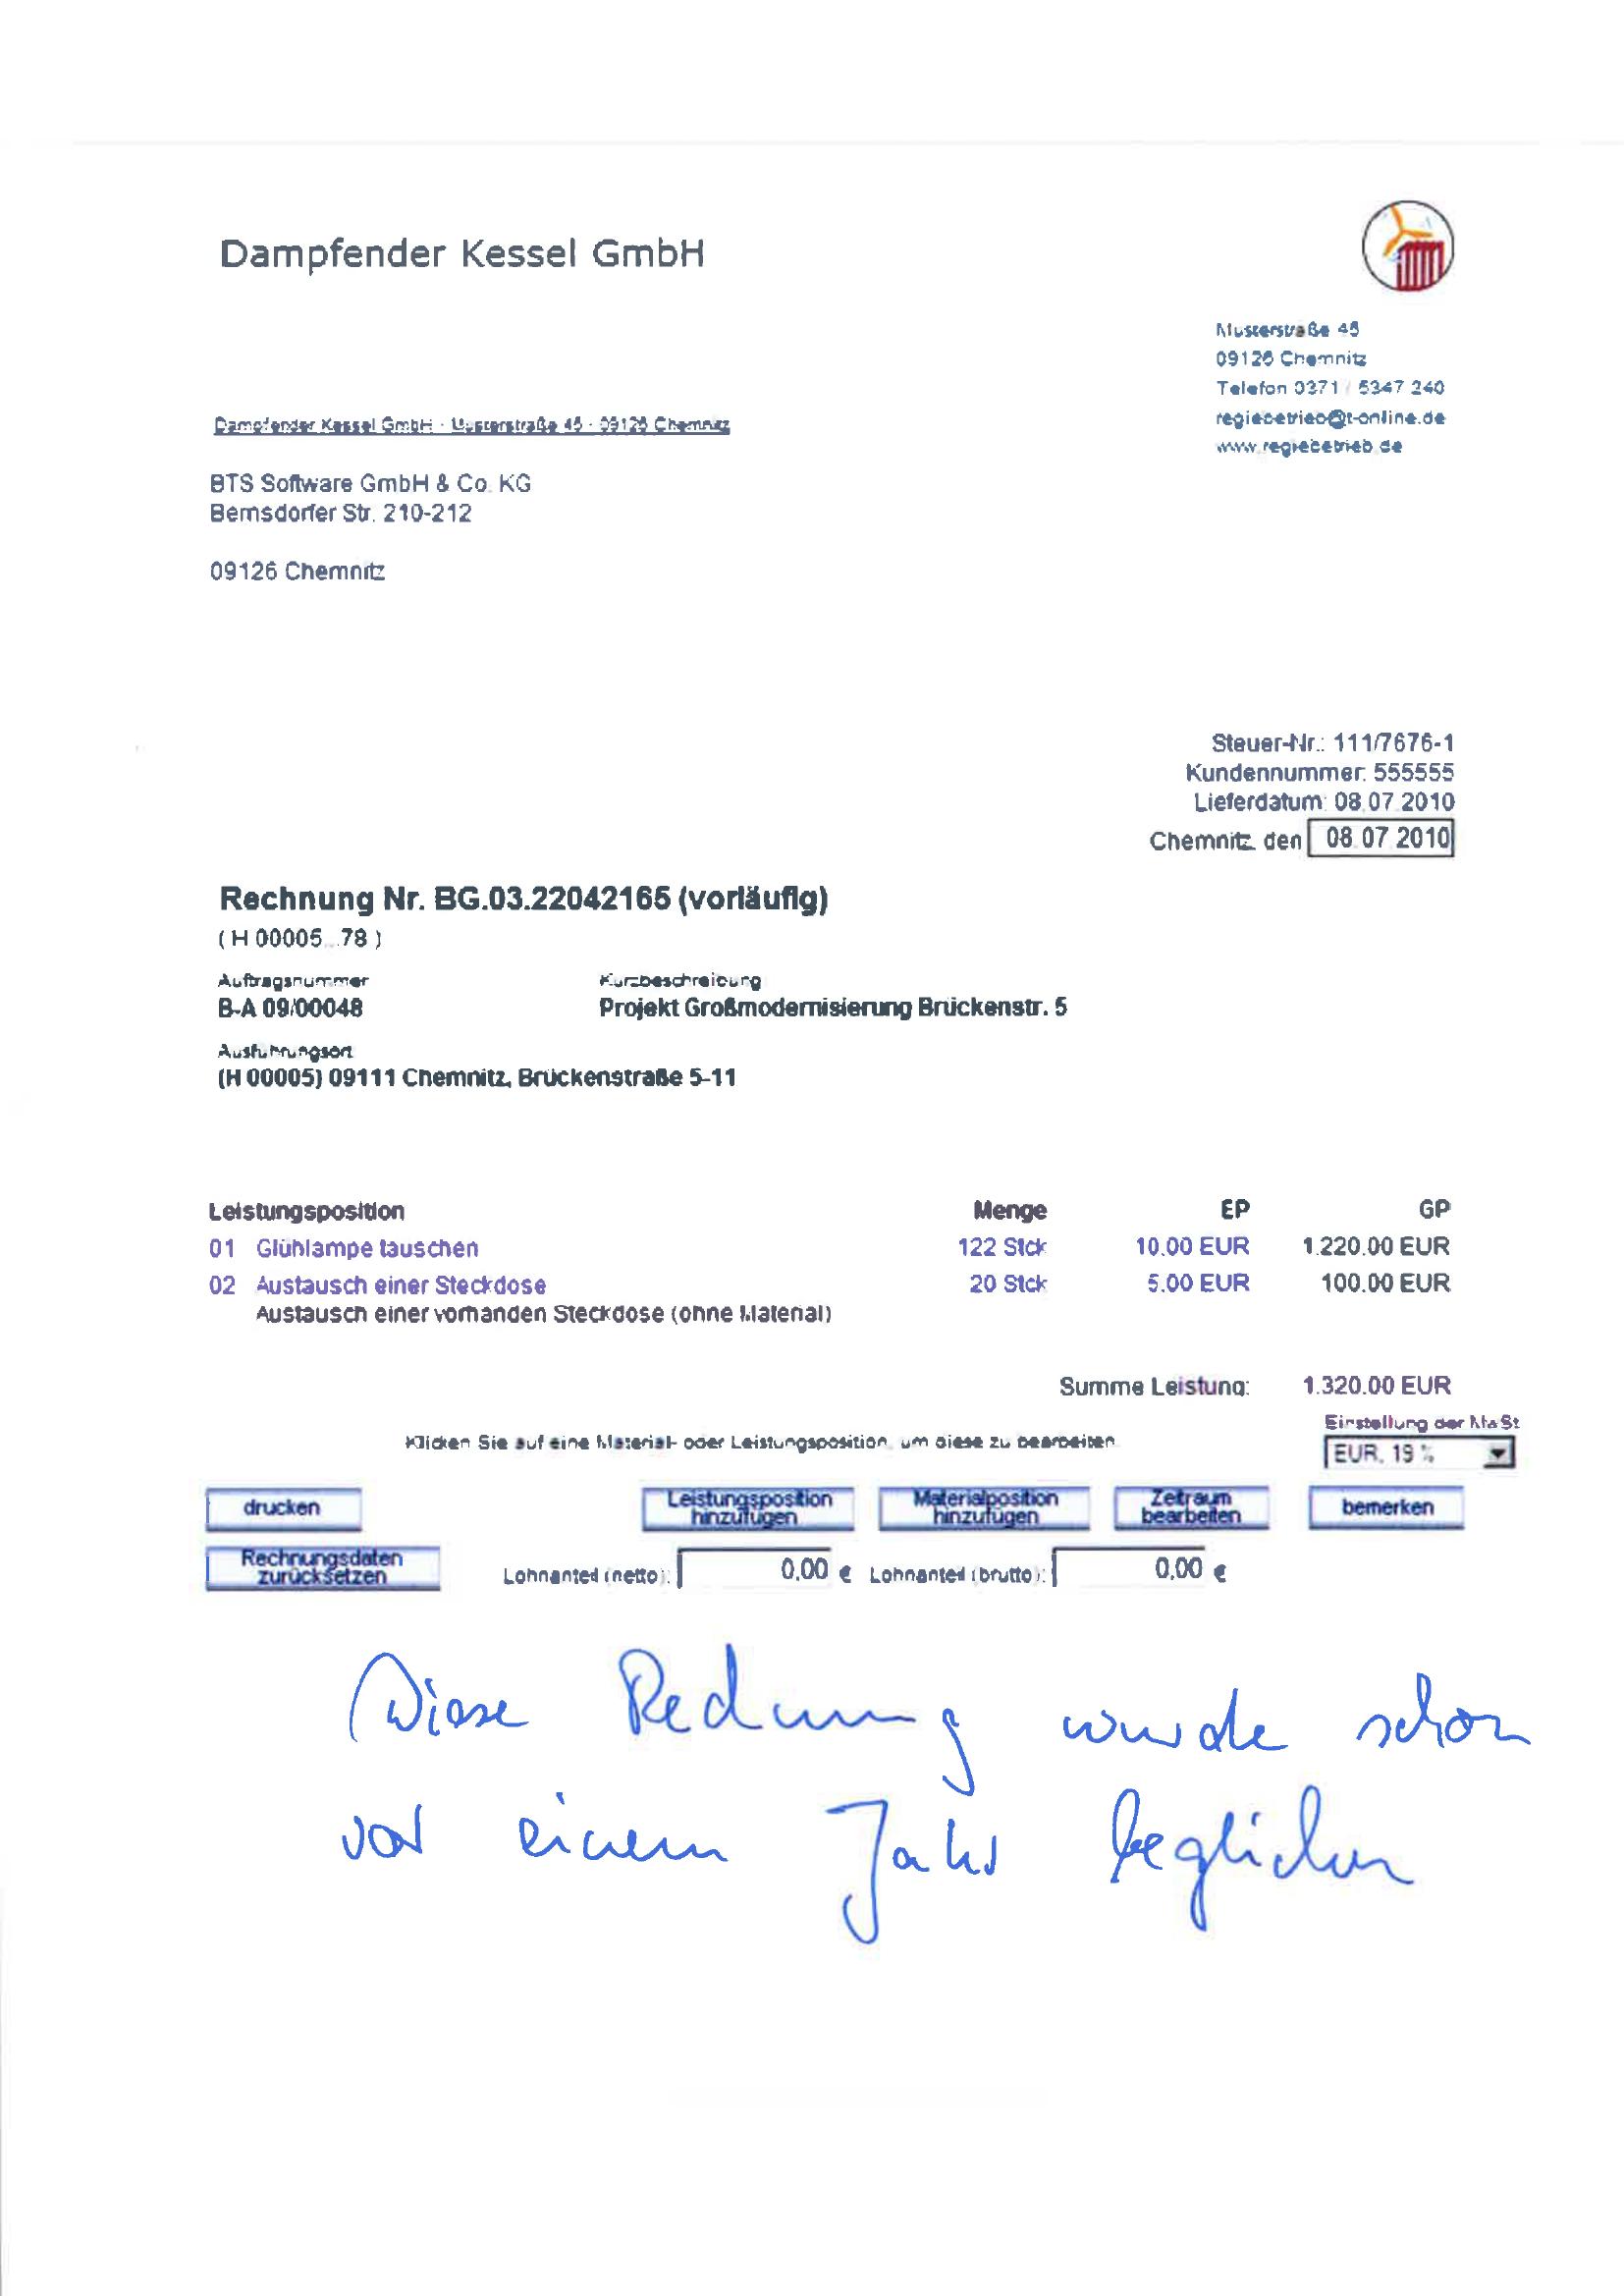 Dampfender Kessel GmbH
Musterstraße 45
09126 Chemnitz
Telefon 0371 / 5347 240
regiebetrieb@t-online.de
www.regiebetrieb.de
Dampfender Kessel GmbH · Musterstraße 45 · 09126 Chemnitz
BTS Software GmbH & Co. KG
Bernsdorfer Str. 210-212
09126 Chemnitz
Steuer-Nr.: 111/7676-1
Kundennummer: 555555
Lieferdatum: 08.07.2010
Chemnitz, den 08.07.2010
Rechnung Nr. BG.03.22042165 (vorläufig)
( H 00005...78 )
Auftragsnummer Kurzbeschreibung
B-A 09/00048 Projekt Großmodernisierung Brückenstr. 5
Ausführungsort
(H 00005) 09111 Chemnitz, Brückenstraße 5-11
Leistungsposition Menge EP GP
01 Glühlampe tauschen 122 Stck 10.00 EUR 1.220.00 EUR
02 Austausch einer Steckdose 20 Stck 5.00 EUR 100.00 EUR
Austausch einer vorhanden Steckdose (ohne Material)
Summe Leistung: 1.320.00 EUR
Einstellung der MwSt
Klicken Sie auf eine Material- oder Leistungsposition, um diese zu bearbeiten.
EUR, 19 %
drucken Leistungsposition hinzufügen Materialposition hinzufügen Zeitraum bearbeiten bemerken
Rechnungsdaten zurücksetzen Lohnanteil (netto): 0,00 € Lohnanteil (brutto): 0,00 €
Diese Rechnung wurde schon
vor einem Jahr beglichen